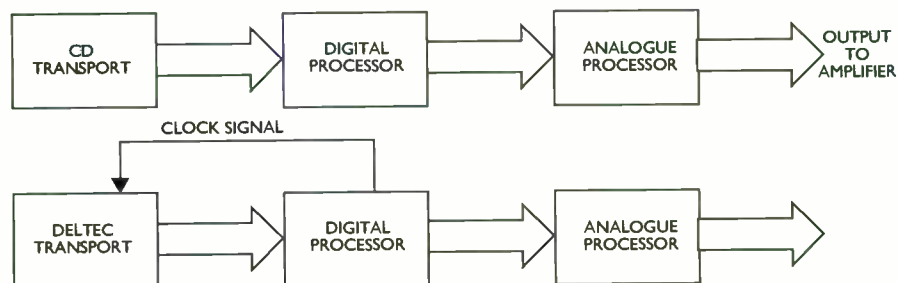 CD
TRANSPORT
DIGITAL
PROCESSOR
ANALOGUE
PROCESSOR
OUTPUT
TO
AMPLIFIER
CLOCK SIGNAL
DELTEC
TRANSPORT
DIGITAL
PROCESSOR
ANALOGUE
PROCESSOR